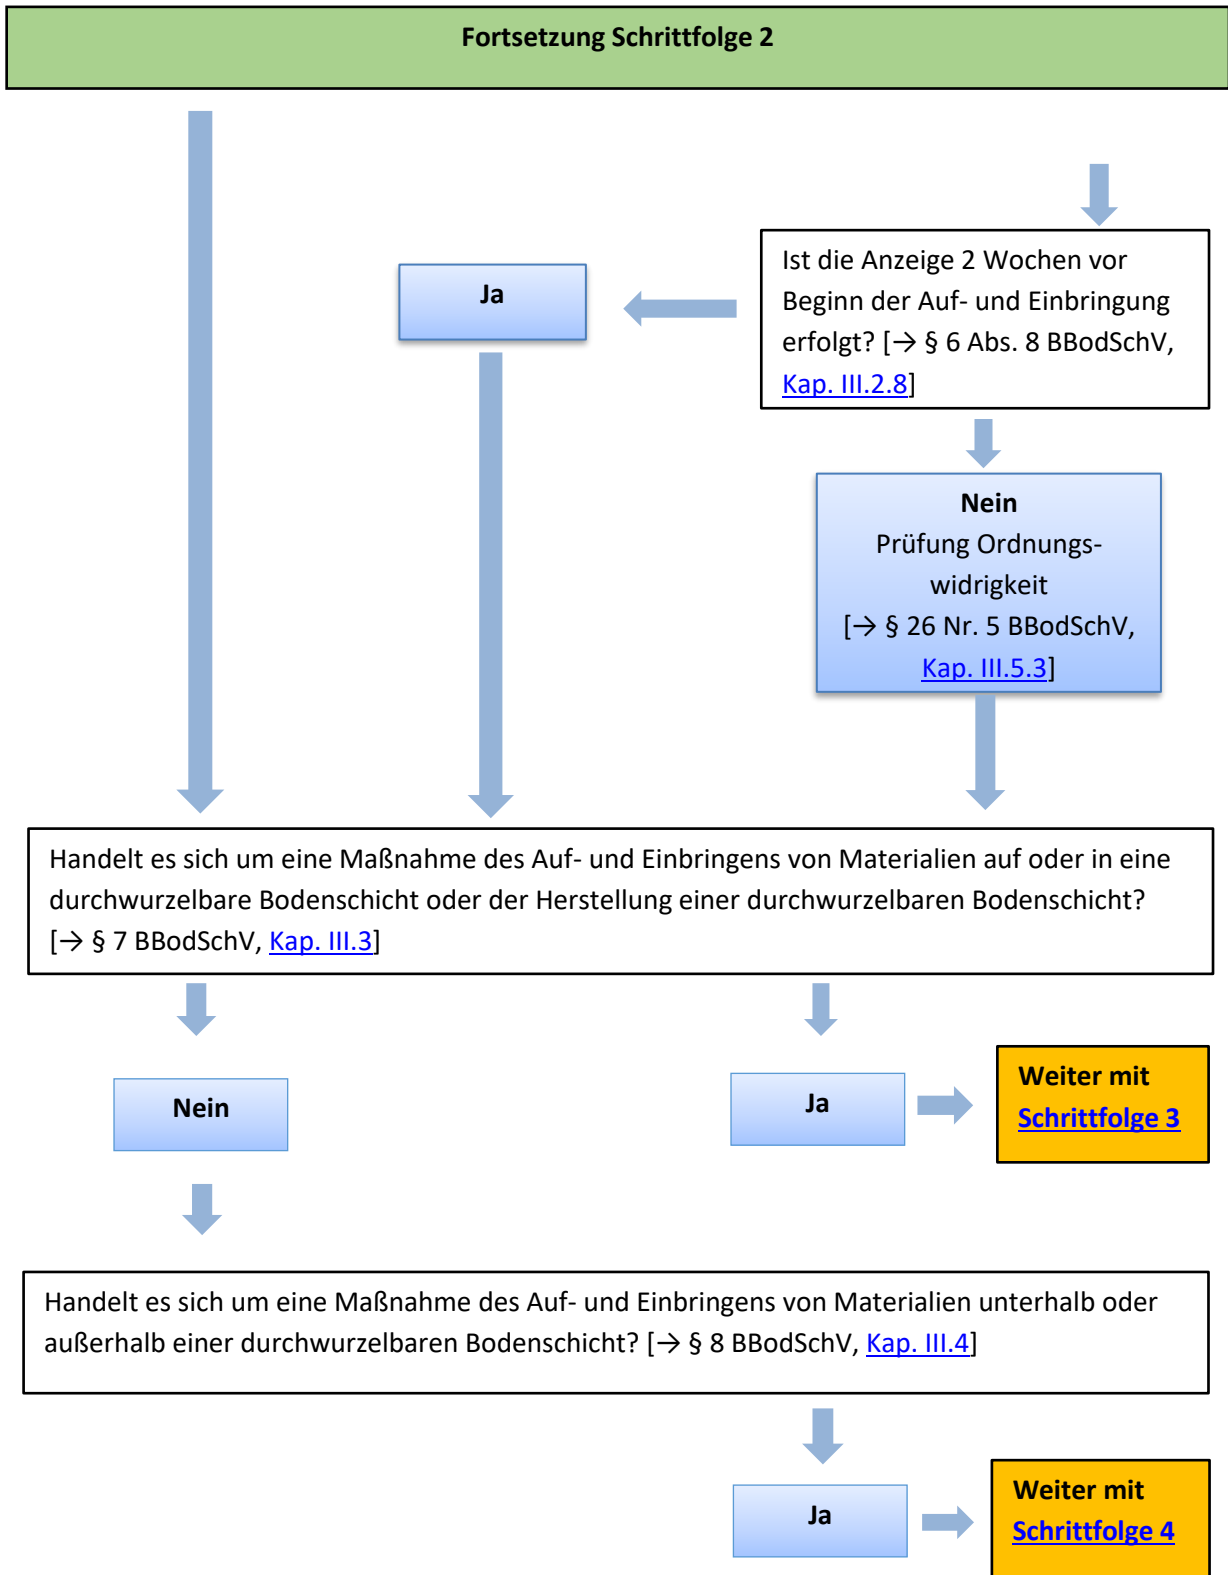 Fortsetzung Schrittfolge 2
Ist die Anzeige 2 Wochen vor
Beginn der Auf- und Einbringung
erfolgt? [→ § 6 Abs. 8 BBodSchV,
Kap. III.2.8]
Ja
Nein
Prüfung Ordnungs-
widrigkeit
[→ § 26 Nr. 5 BBodSchV,
Kap. III.5.3]
Handelt es sich um eine Maßnahme des Auf- und Einbringens von Materialien auf oder in eine
durchwurzelbare Bodenschicht oder der Herstellung einer durchwurzelbaren Bodenschicht?
[→ § 7 BBodSchV, Kap. III.3]
Nein
Ja
Weiter mit
Schrittfolge 3
Handelt es sich um eine Maßnahme des Auf- und Einbringens von Materialien unterhalb oder
außerhalb einer durchwurzelbaren Bodenschicht? [→ § 8 BBodSchV, Kap. III.4]
Ja
Weiter mit
Schrittfolge 4